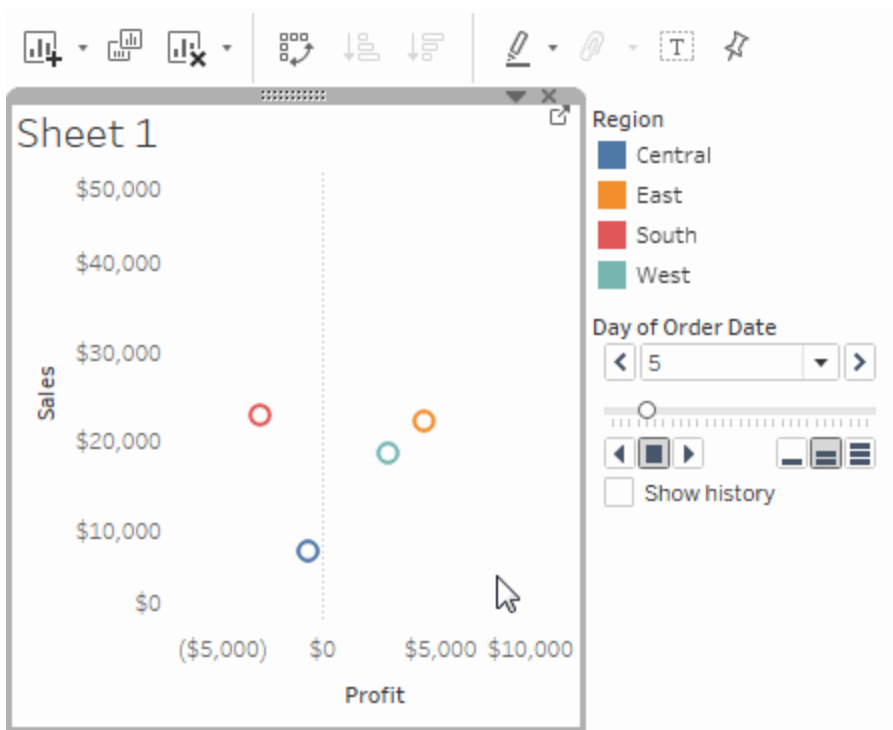 T
Sheet 1
Region
Central
East
South
West
Day of Order Date
5
Show history
Sales
$50,000
$40,000
$30,000
$20,000
$10,000
$0
($5,000) $0 $5,000 $10,000
Profit